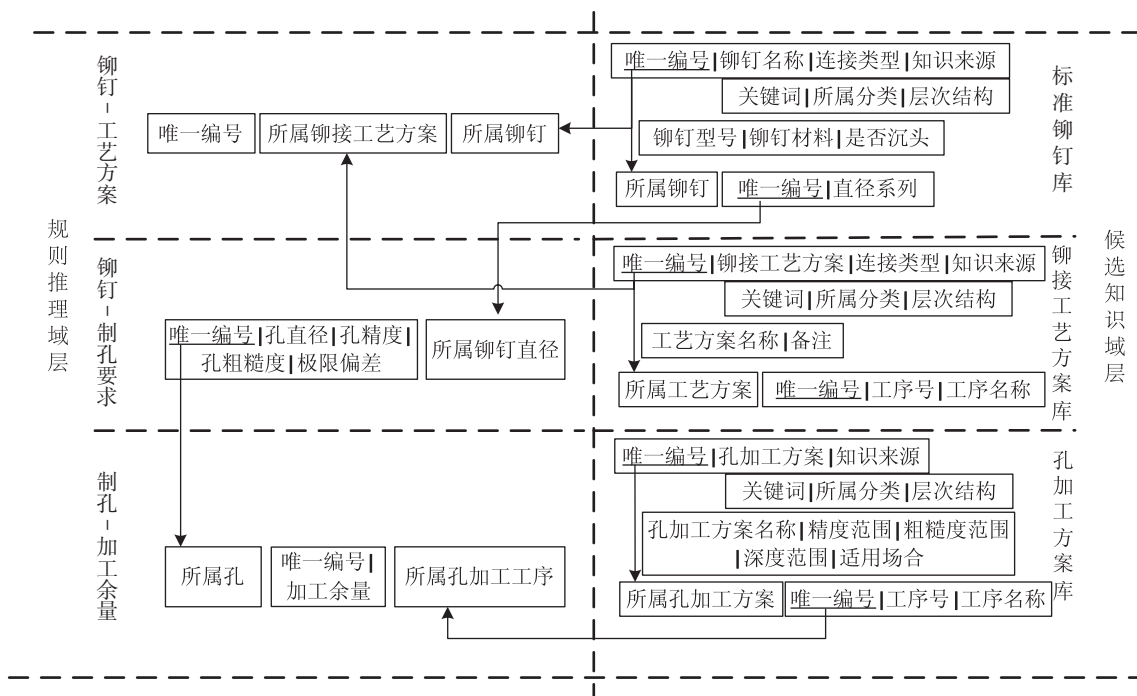 规则推理域层
铆钉-工艺方案
唯一编号
所属铆接工艺方案
所属铆钉
铆钉-制孔要求
唯一编号|孔直径|孔精度|
孔粗糙度|极限偏差
所属铆钉直径
制孔-加工余量
所属孔
唯一编号|
加工余量
所属孔加工工序
候选知识域层
标准铆钉库
唯一编号|铆钉名称|连接类型|知识来源
关键词|所属分类|层次结构
铆钉型号|铆钉材料|是否沉头
所属铆钉
唯一编号|直径系列
铆接工艺方案库
唯一编号|铆接工艺方案|连接类型|知识来源
关键词|所属分类|层次结构
工艺方案名称|备注
所属工艺方案
唯一编号|工序号|工序名称
孔加工方案库
唯一编号|孔加工方案|知识来源
关键词|所属分类|层次结构
孔加工方案名称|精度范围|粗糙度范围
|深度范围|适用场合
所属孔加工方案
唯一编号|工序号|工序名称